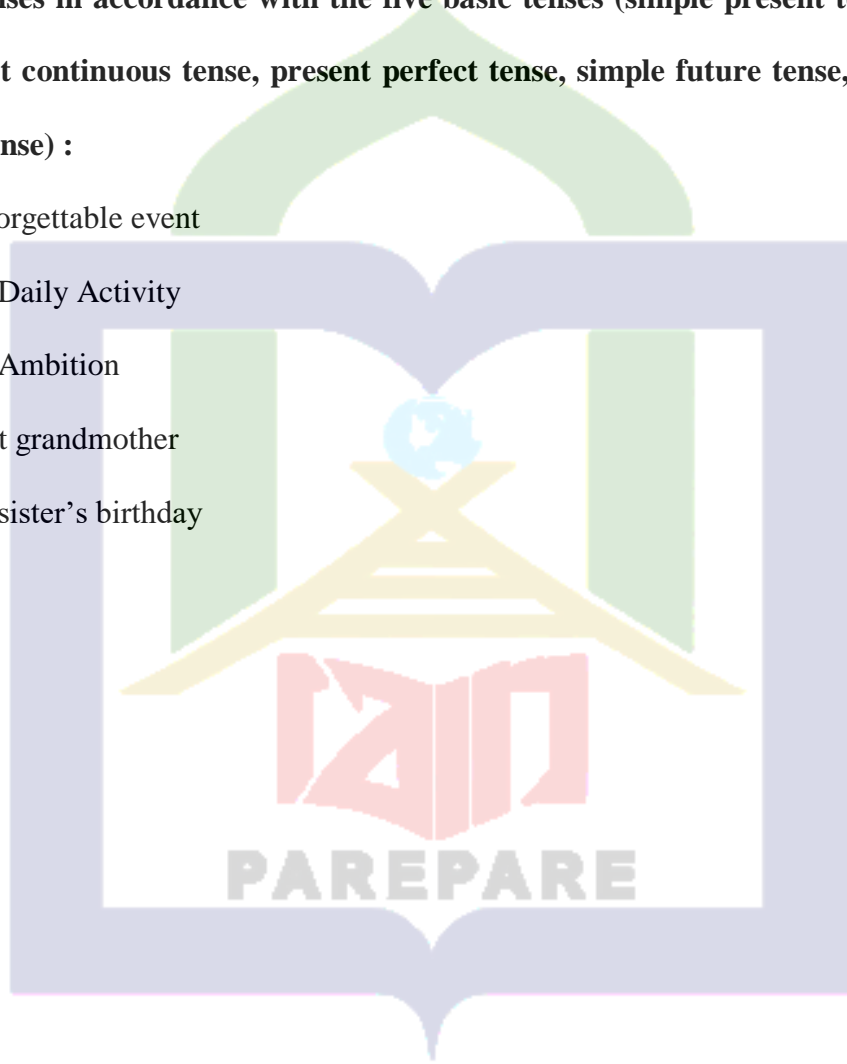 ses in accordance with the five basic tenses (simple present t
t continuous tense, present perfect tense, simple future tense,
nse) :
orgettable event
Daily Activity
Ambition
t grandmother
sister’s birthday
PAREPARE